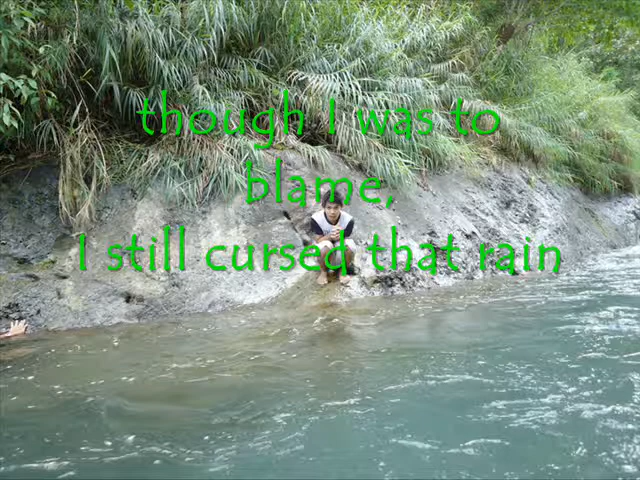 though I was to
blame,
I still cursed that rain